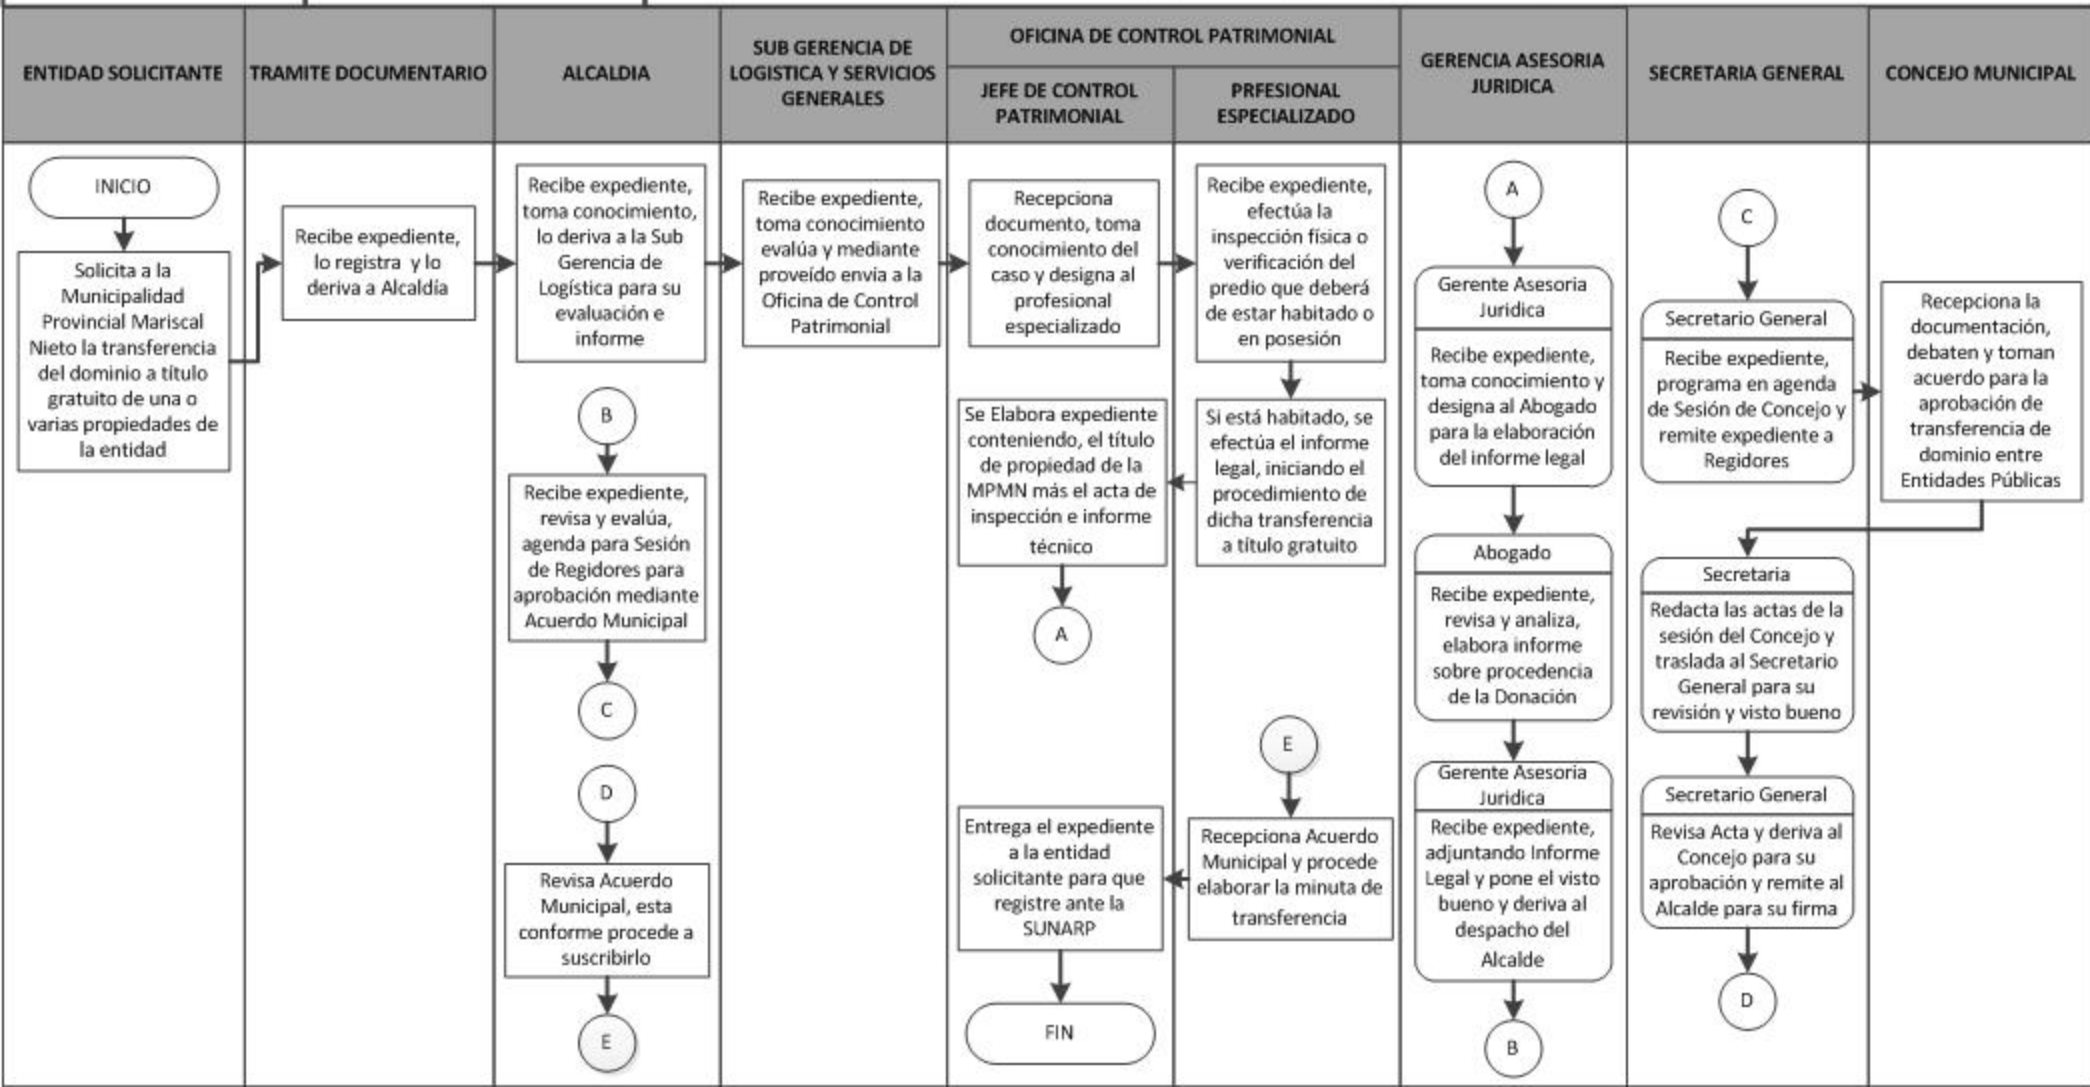 ENTIDAD SOLICITANTE
TRAMITE DOCUMENTARIO
ALCALDIA
SUB GERENCIA DE
LOGISTICA Y SERVICIOS
GENERALES
OFICINA DE CONTROL PATRIMONIAL
JEFE DE CONTROL
PATRIMONIAL
PRFESIONAL
ESPECIALIZADO
GERENCIA ASESORIA
JURIDICA
SECRETARIA GENERAL
CONCEJO MUNICIPAL
INICIO
Solicita a la
Municipalidad
Provincial Mariscal
Nieto la transferencia
del dominio a título
gratuito de una o
varias propiedades de
la entidad
Recibe expediente,
lo registra y lo
deriva a Alcaldía
Recibe expediente,
toma conocimiento,
lo deriva a la Sub
Gerencia de
Logística para su
evaluación e
informe
B
Recibe expediente,
revisa y evalúa,
agenda para Sesión
de Regidores para
aprobación mediante
Acuerdo Municipal
C
D
Revisa Acuerdo
Municipal, esta
conforme procede a
suscribirlo
E
Recibe expediente,
toma conocimiento
evalúa y mediante
proveído envía a la
Oficina de Control
Patrimonial
Recepciona
documento, toma
conocimiento del
caso y designa al
profesional
especializado
Se Elabora expediente
conteniendo, el título
de propiedad de la
MPMN más el acta de
inspección e informe
técnico
A
Entrega el expediente
a la entidad
solicitante para que
registre ante la
SUNARP
FIN
Recibe expediente,
efectúa la
inspección física o
verificación del
predio que deberá
de estar habitado o
en posesión
Si está habitado, se
efectúa el informe
legal, iniciando el
procedimiento de
dicha transferencia
a título gratuito
E
Recepciona Acuerdo
Municipal y procede
elaborar la minuta de
transferencia
A
Gerente Asesoria
Juridica
Recibe expediente,
toma conocimiento y
designa al Abogado
para la elaboración
del informe legal
Abogado
Recibe expediente,
revisa y analiza,
elabora informe
sobre procedencia
de la Donación
Gerente Asesoria
Juridica
Recibe expediente,
adjuntando Informe
Legal y pone el visto
bueno y deriva al
despacho del
Alcalde
B
C
Secretario General
Recibe expediente,
programa en agenda
de Sesión de Concejo y
remite expediente a
Regidores
Secretaria
Redacta las actas de la
sesión del Concejo y
traslada al Secretario
General para su
revisión y visto bueno
Secretario General
Revisa Acta y deriva al
Concejo para su
aprobación y remite al
Alcalde para su firma
D
Recepciona la
documentación,
debaten y toman
acuerdo para la
aprobación de
transferencia de
dominio entre
Entidades Públicas